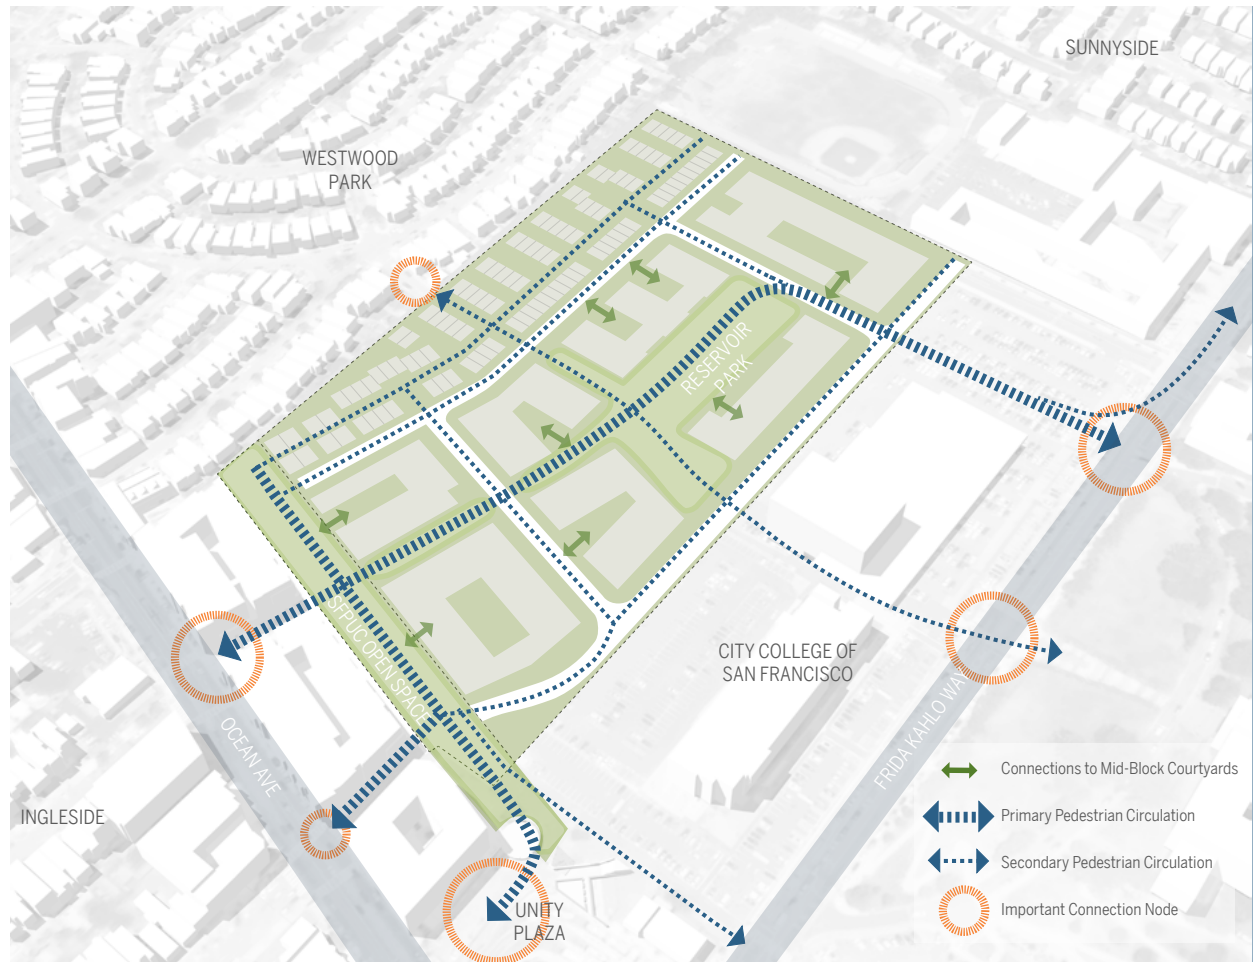 SUNNYSIDE
WESTWOOD
PARK
RESERVOIR
PARK
SFPUC OPEN SPACE
CITY COLLEGE OF
SAN FRANCISCO
OCEAN AVE
FRIDA KAHLO WAY
INGLESIDE
UNITY
PLAZA
Connections to Mid-Block Courtyards
Primary Pedestrian Circulation
Secondary Pedestrian Circulation
Important Connection Node